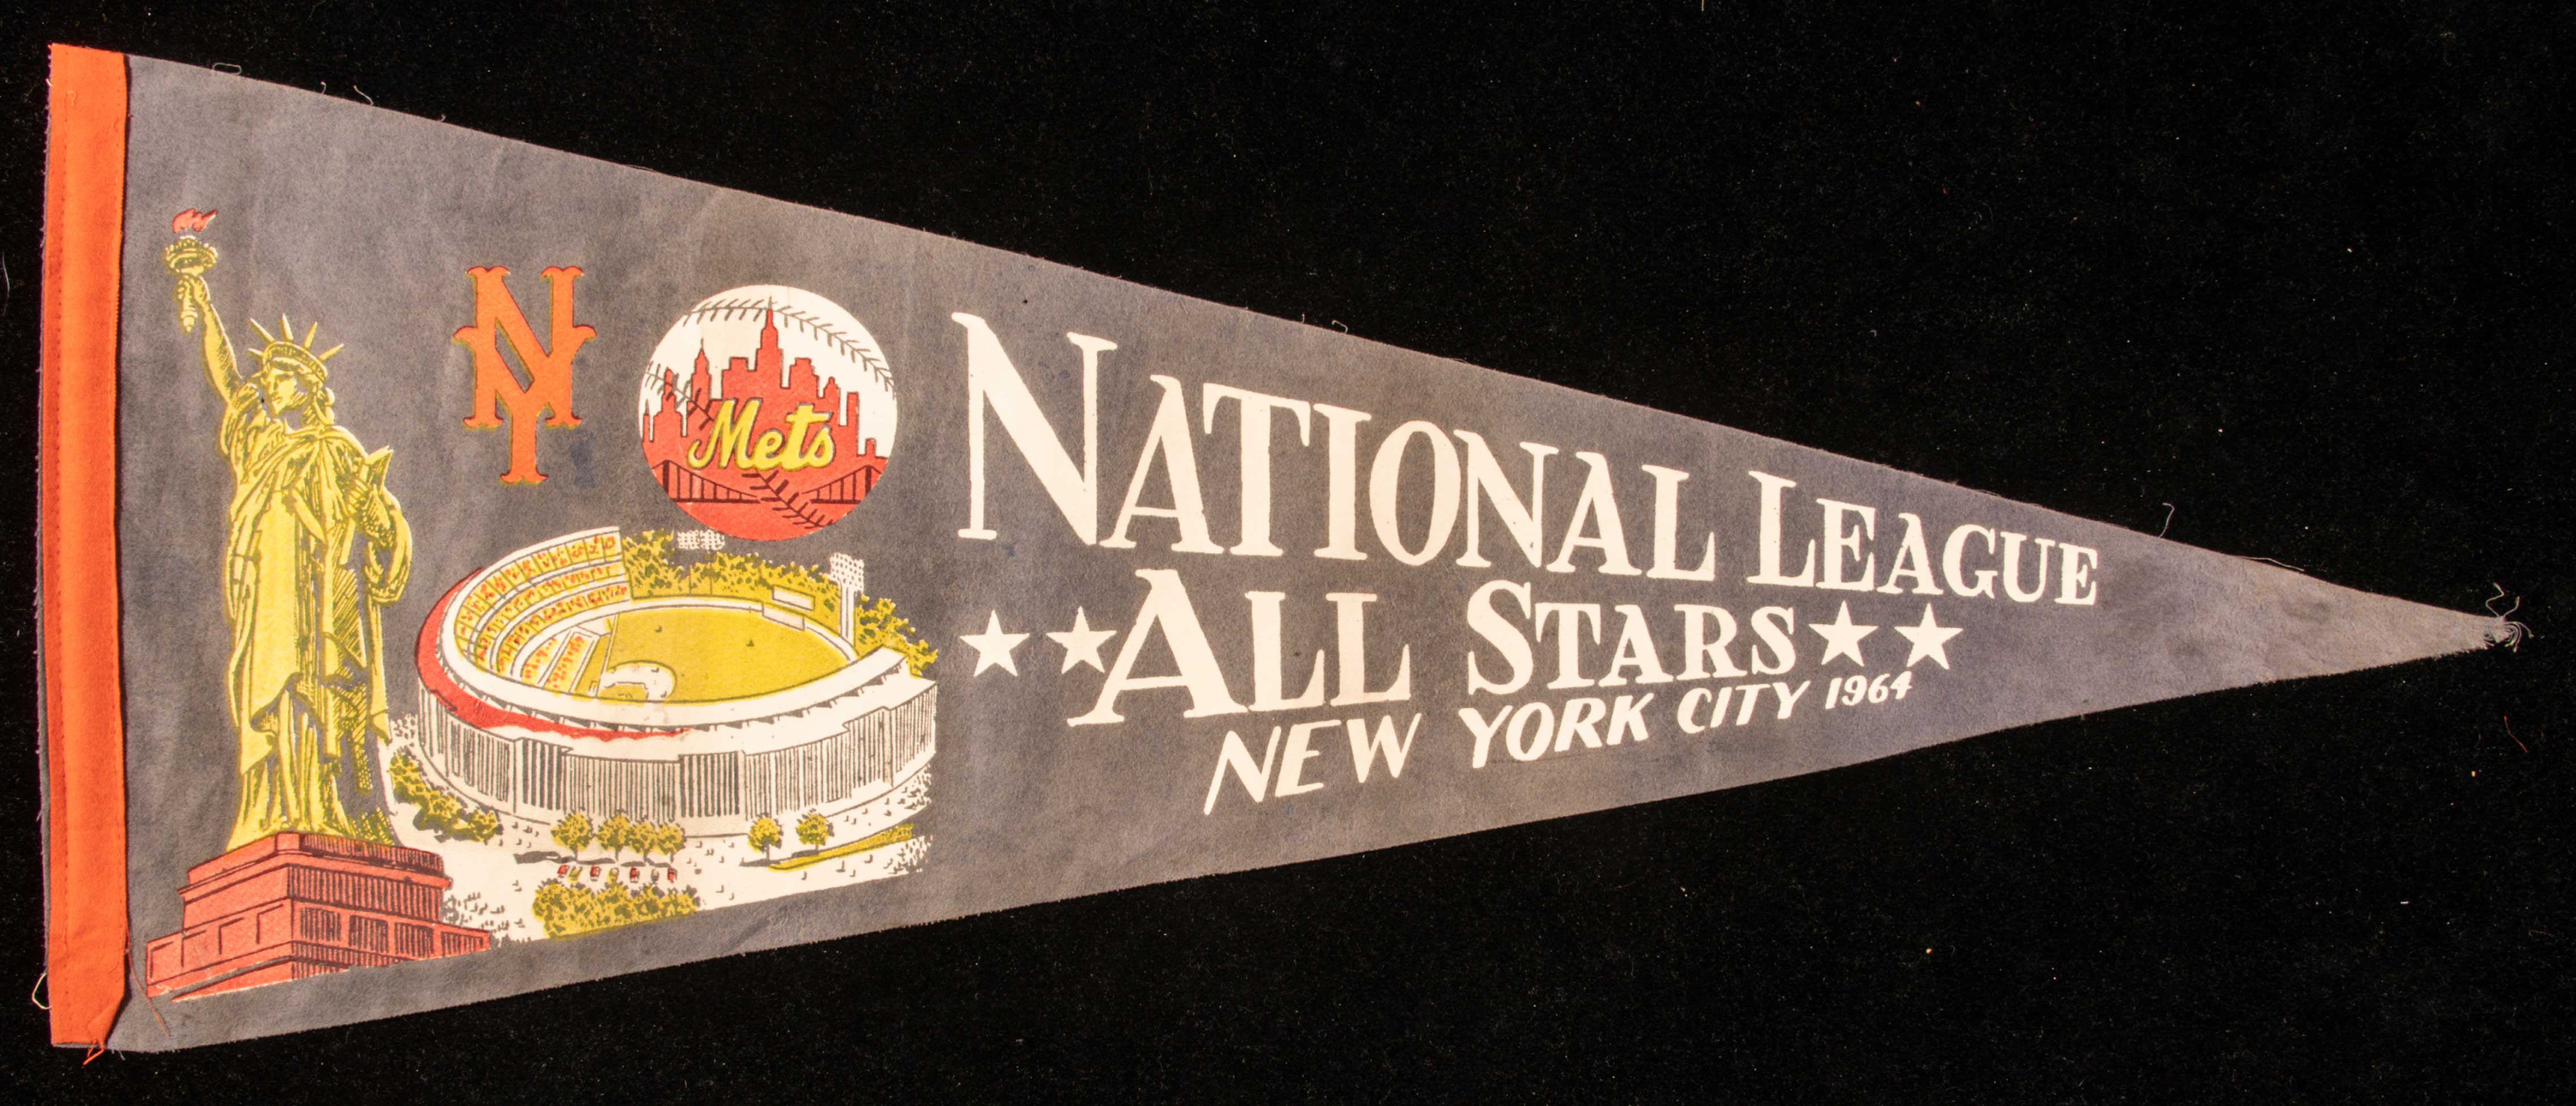 NY
Mets
NATIONAL LEAGUE
ALL STARS
NEW YORK CITY 1964